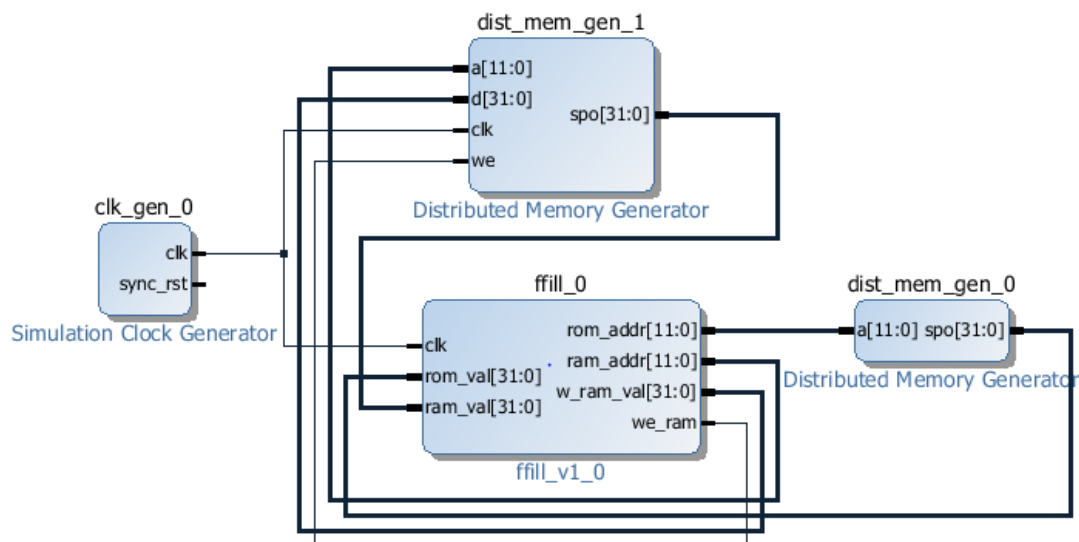 dist_mem_gen_1
a[11:0]
d[31:0]
clk
we
spo[31:0]
Distributed Memory Generator
clk_gen_0
clk
sync_rst
Simulation Clock Generator
ffill_0
clk
rom_val[31:0]
ram_val[31:0]
rom_addr[11:0]
ram_addr[11:0]
w_ram_val[31:0]
we_ram
ffill_v1_0
dist_mem_gen_0
a[11:0] spo[31:0]
Distributed Memory Generator